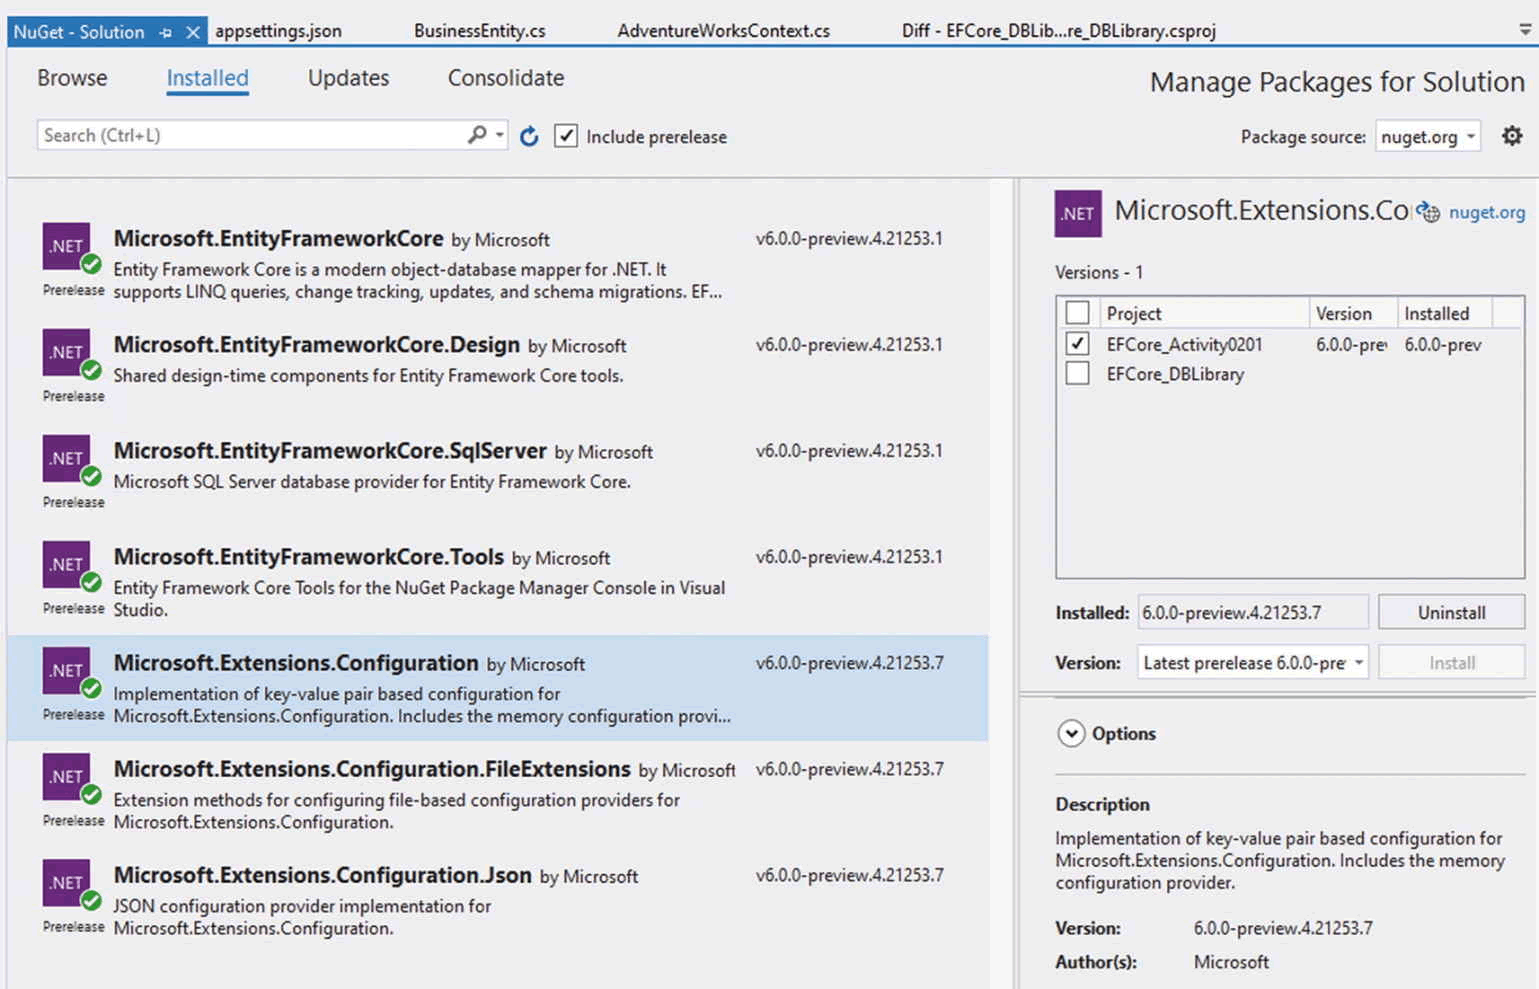 NuGet - Solution
appsettings.json
BusinessEntity.cs
AdventureWorksContext.cs
Diff - EFCore_DBLib...re_DBLibrary.csproj
Browse
Installed
Updates
Consolidate
Manage Packages for Solution
Search (Ctrl+L)
Include prerelease
Package source:
nuget.org
.NET
Prerelease
Microsoft.EntityFrameworkCore by Microsoft
v6.0.0-preview.4.21253.1
Entity Framework Core is a modern object-database mapper for .NET. It
supports LINQ queries, change tracking, updates, and schema migrations. EF...
.NET
Prerelease
Microsoft.EntityFrameworkCore.Design by Microsoft
v6.0.0-preview.4.21253.1
Shared design-time components for Entity Framework Core tools.
.NET
Prerelease
Microsoft.EntityFrameworkCore.SqlServer by Microsoft
v6.0.0-preview.4.21253.1
Microsoft SQL Server database provider for Entity Framework Core.
.NET
Prerelease
Microsoft.EntityFrameworkCore.Tools by Microsoft
v6.0.0-preview.4.21253.1
Entity Framework Core Tools for the NuGet Package Manager Console in Visual
Studio.
.NET
Prerelease
Microsoft.Extensions.Configuration by Microsoft
v6.0.0-preview.4.21253.7
Implementation of key-value pair based configuration for
Microsoft.Extensions.Configuration. Includes the memory configuration provi...
.NET
Prerelease
Microsoft.Extensions.Configuration.FileExtensions by Microsoft
v6.0.0-preview.4.21253.7
Extension methods for configuring file-based configuration providers for
Microsoft.Extensions.Configuration.
.NET
Prerelease
Microsoft.Extensions.Configuration.Json by Microsoft
v6.0.0-preview.4.21253.7
JSON configuration provider implementation for
Microsoft.Extensions.Configuration.
.NET
Microsoft.Extensions.Co
nuget.org
Versions - 1
Project
Version
Installed
EFCore_Activity0201
6.0.0-prev
6.0.0-prev
EFCore_DBLibrary
Installed:
6.0.0-preview.4.21253.7
Uninstall
Version:
Latest prerelease 6.0.0-pre
Install
Options
Description
Implementation of key-value pair based configuration for
Microsoft.Extensions.Configuration. Includes the memory
configuration provider.
Version:
6.0.0-preview.4.21253.7
Author(s):
Microsoft